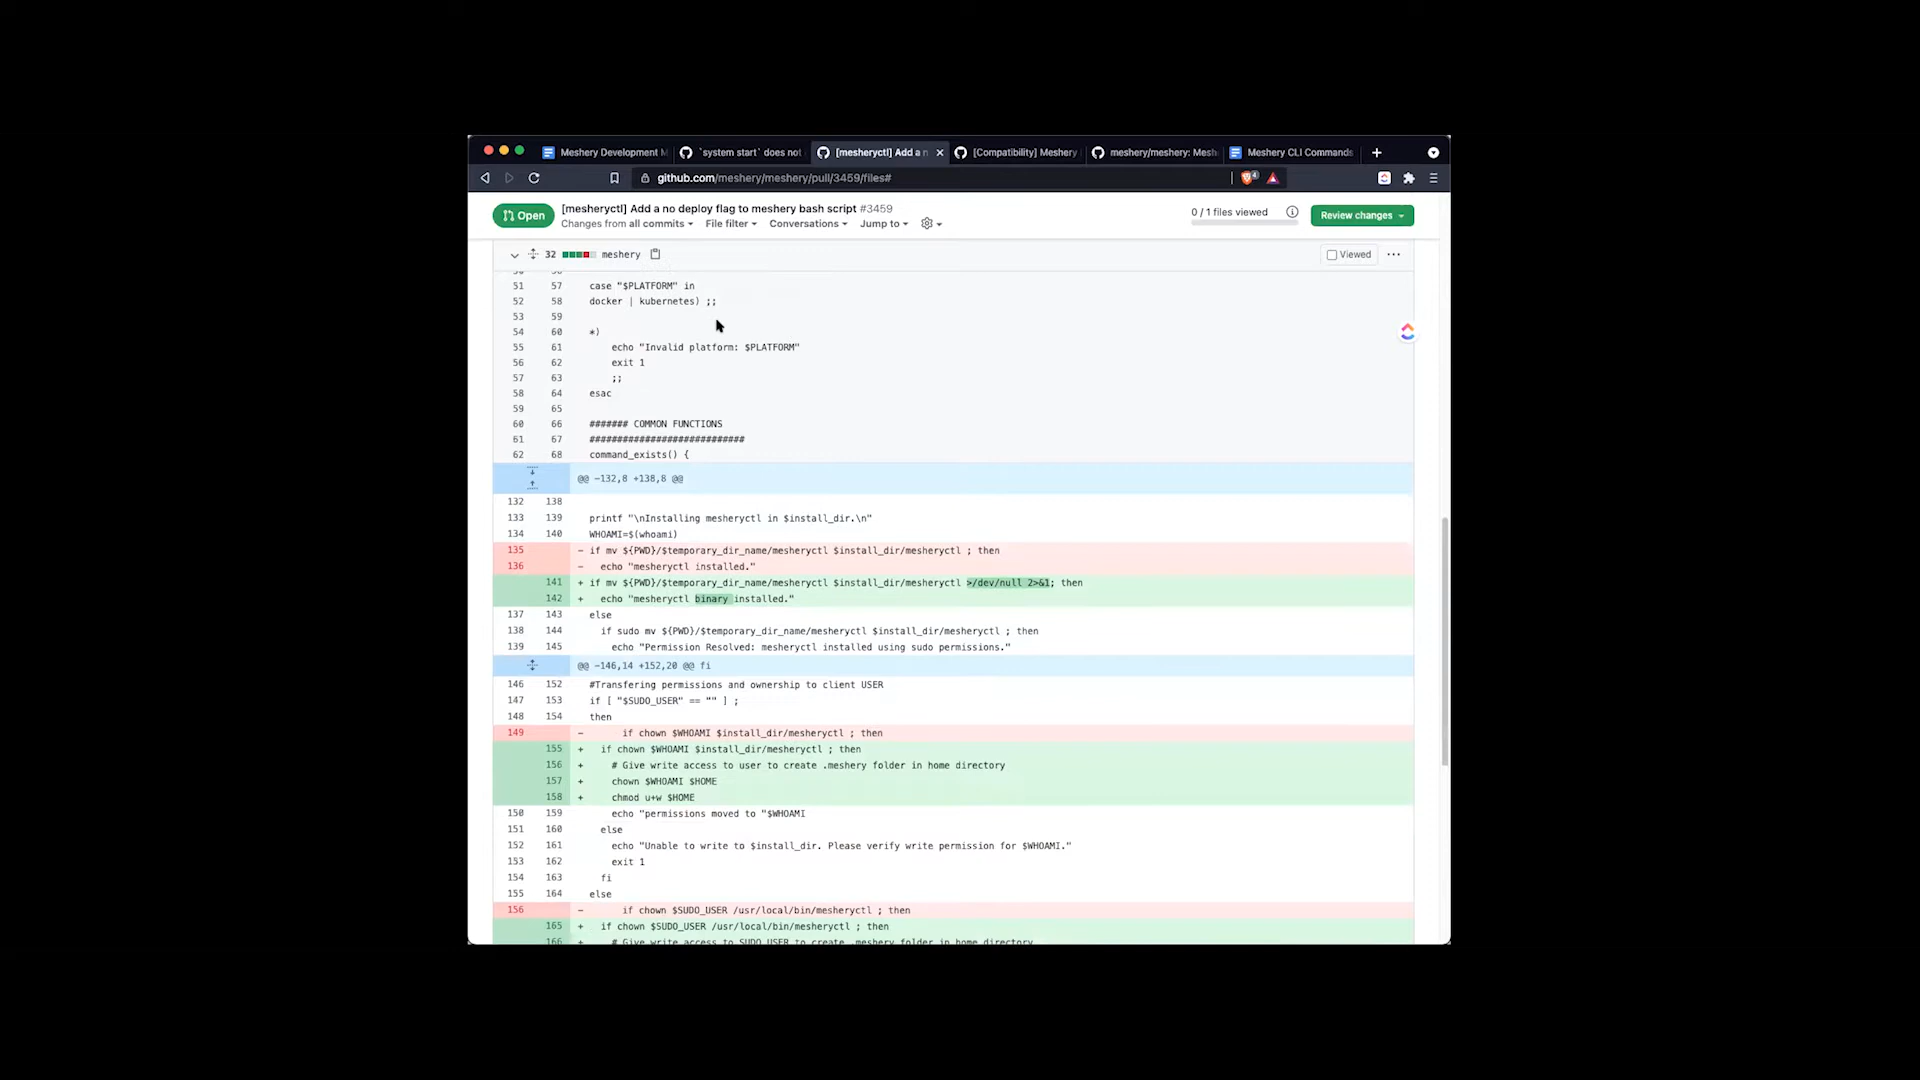 Meshery Development M
`system start` does not
[mesheryctl] Add a n
[Compatibility] Meshery
meshery/meshery: Mesh
Meshery CLI Commands
github.com/meshery/meshery/pull/3459/files#
Open
[mesheryctl] Add a no deploy flag to meshery bash script #3459
Changes from all commits
File filter
Conversations
Jump to
0 / 1 files viewed
Review changes
32
meshery
Viewed
51 57 case "$PLATFORM" in
52 58 docker | kubernetes) ;;
53 59
54 60 *)
55 61 echo "Invalid platform: $PLATFORM"
56 62 exit 1
57 63 ;;
58 64 esac
59 65
60 66 ####### COMMON FUNCTIONS
61 67 ############################
62 68 command_exists() {
@@ -132,8 +138,8 @@
132 138
133 139 printf "\nInstalling mesheryctl in $install_dir.\n"
134 140 WHOAMI=$(whoami)
135 - if mv ${PWD}/$temporary_dir_name/mesheryctl $install_dir/mesheryctl ; then
136 - echo "mesheryctl installed."
141 + if mv ${PWD}/$temporary_dir_name/mesheryctl $install_dir/mesheryctl >/dev/null 2>&1; then
142 + echo "mesheryctl binary installed."
137 143 else
138 144 if sudo mv ${PWD}/$temporary_dir_name/mesheryctl $install_dir/mesheryctl ; then
139 145 echo "Permission Resolved: mesheryctl installed using sudo permissions."
@@ -146,14 +152,20 @@ fi
146 152 #Transfering permissions and ownership to client USER
147 153 if [ "$SUDO_USER" == "" ] ;
148 154 then
149 - if chown $WHOAMI $install_dir/mesheryctl ; then
155 + if chown $WHOAMI $install_dir/mesheryctl ; then
156 + # Give write access to user to create .meshery folder in home directory
157 + chown $WHOAMI $HOME
158 + chmod u+w $HOME
150 159 echo "permissions moved to "$WHOAMI
151 160 else
152 161 echo "Unable to write to $install_dir. Please verify write permission for $WHOAMI."
153 162 exit 1
154 163 fi
155 164 else
156 - if chown $SUDO_USER /usr/local/bin/mesheryctl ; then
165 + if chown $SUDO_USER /usr/local/bin/mesheryctl ; then
166 + # Give write access to SUDO_USER to create .meshery folder in home directory